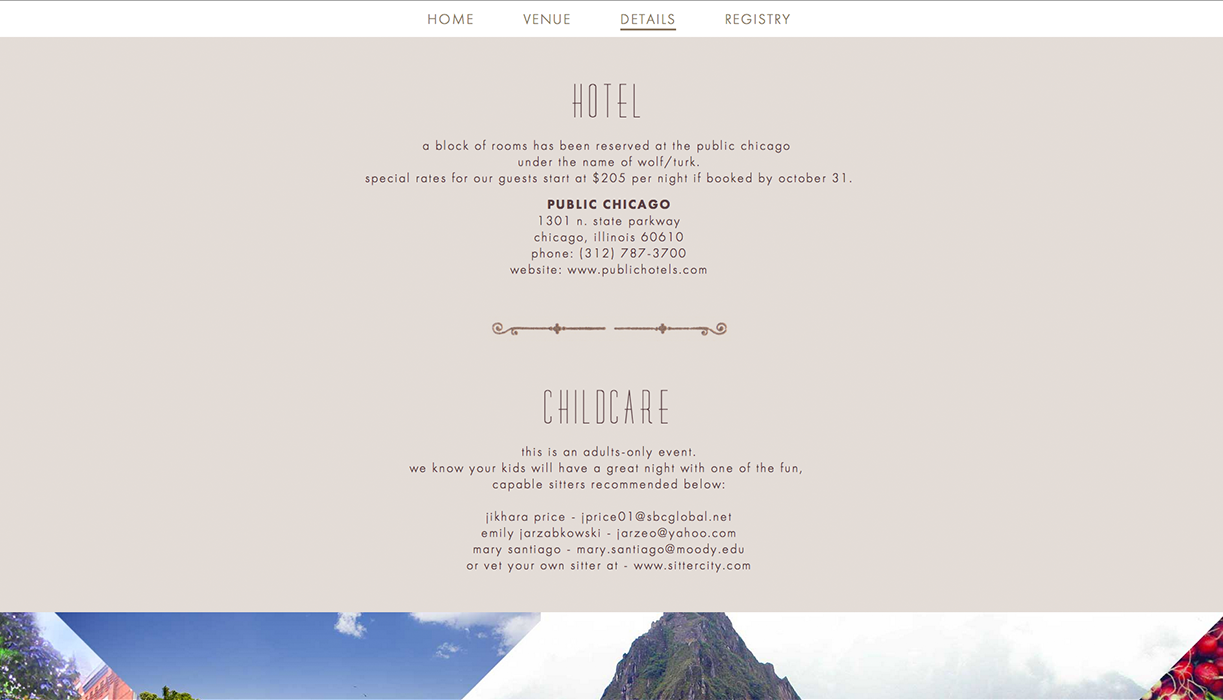 HOME VENUE DETAILS REGISTRY
HOTEL
a block of rooms has been reserved at the public chicago
under the name of wolf/turk.
special rates for our guests start at $205 per night if booked by october 31.
PUBLIC CHICAGO
1301 n. state parkway
chicago, illinois 60610
phone: (312) 787-3700
website: www.publichotels.com
CHILDCARE
this is an adults-only event.
we know your kids will have a great night with one of the fun,
capable sitters recommended below:
jikhara price - jprice01@sbcglobal.net
emily jarzabkowski - jarzeo@yahoo.com
mary santiago - mary.santiago@moody.edu
or vet your own sitter at - www.sittercity.com